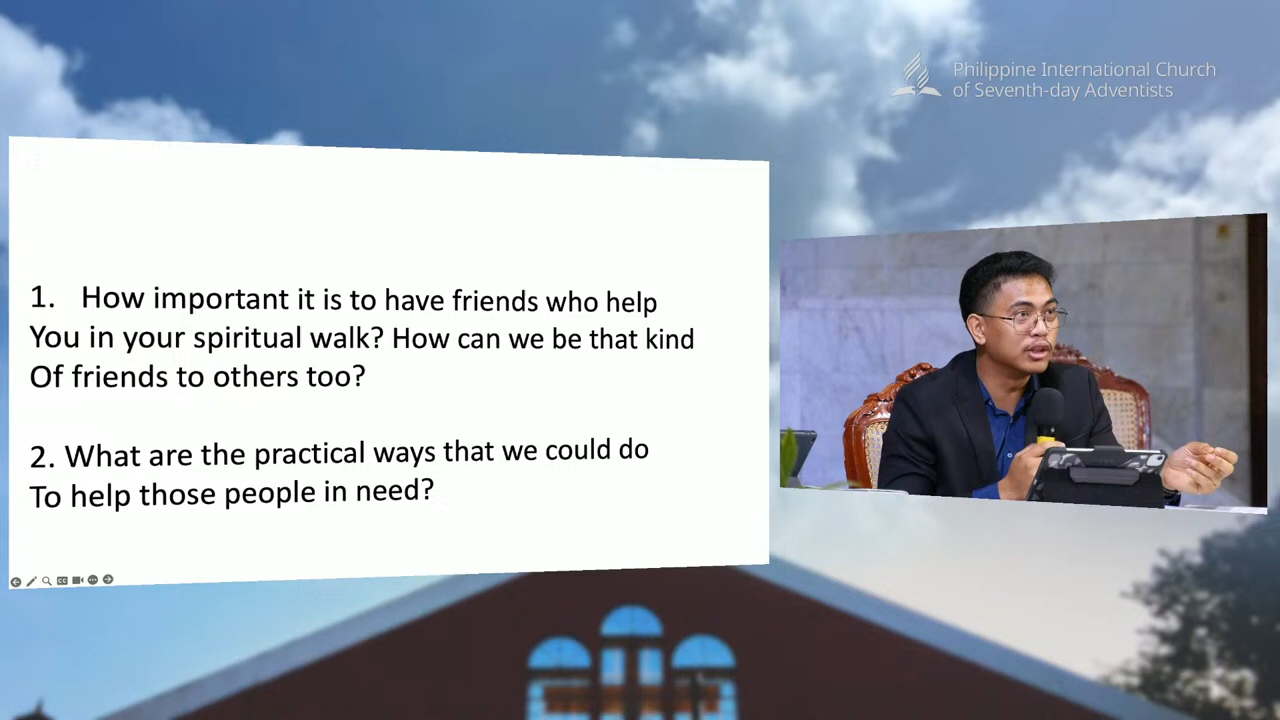 Philippine International Church
of Seventh-day Adventists
1. How important it is to have friends who help
You in your spiritual walk? How can we be that kind
Of friends to others too?
2. What are the practical ways that we could do
To help those people in need?